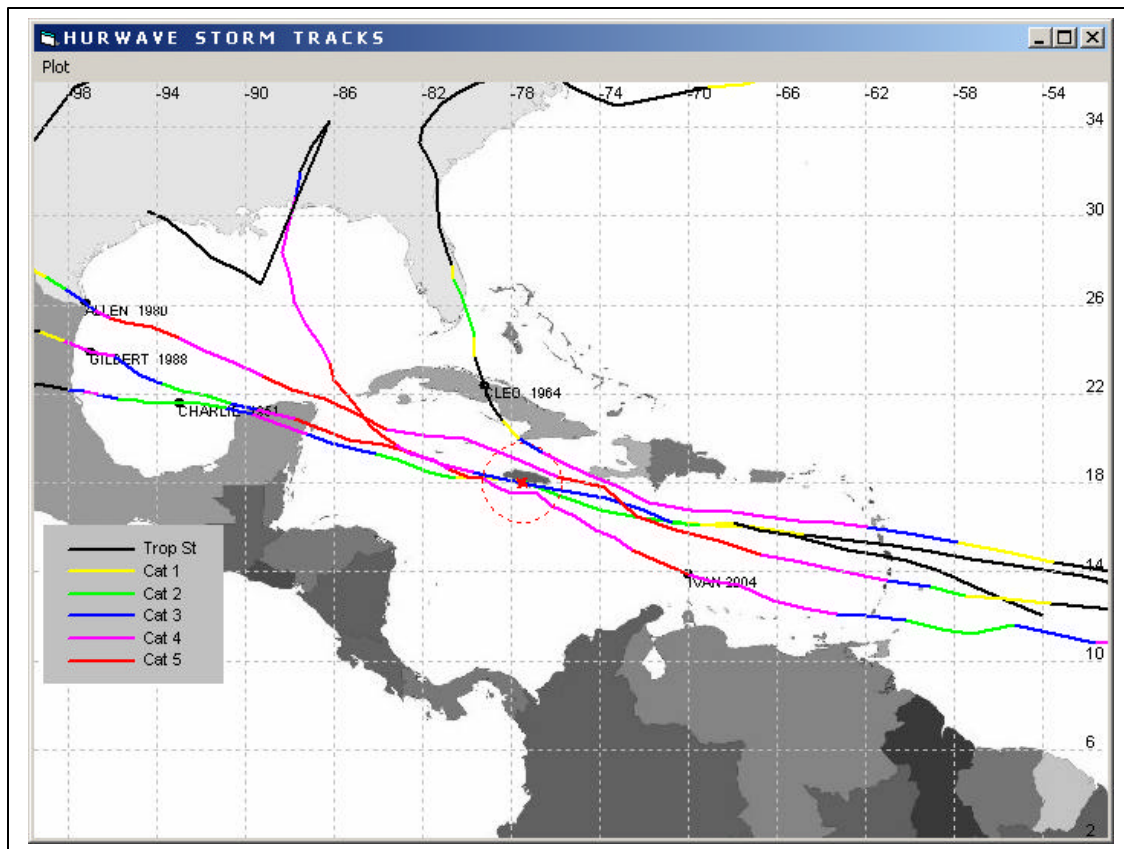 HURWAVE STORM TRACKS
Plot
-98 -94 -90 -86 -82 -78 -74 -70 -66 -62 -58 -54
34
30
26
ALLEN 1980
GILBERT 1988
22
CLEO 1964
CHARLIE 1951
18
14
IVAN 2004
10
6
2
Trop St
Cat 1
Cat 2
Cat 3
Cat 4
Cat 5